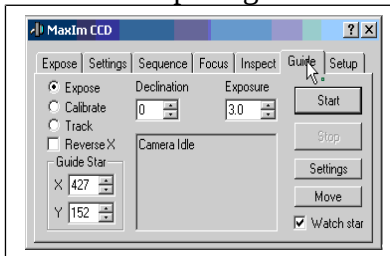 MaxIm CCD
Expose Settings Sequence Focus Inspect Guide Setup
Expose Declination Exposure
Calibrate 0 3.0 Start
Track
Reverse X Camera Idle Stop
Guide Star Settings
X 427 Move
Y 152 Watch star